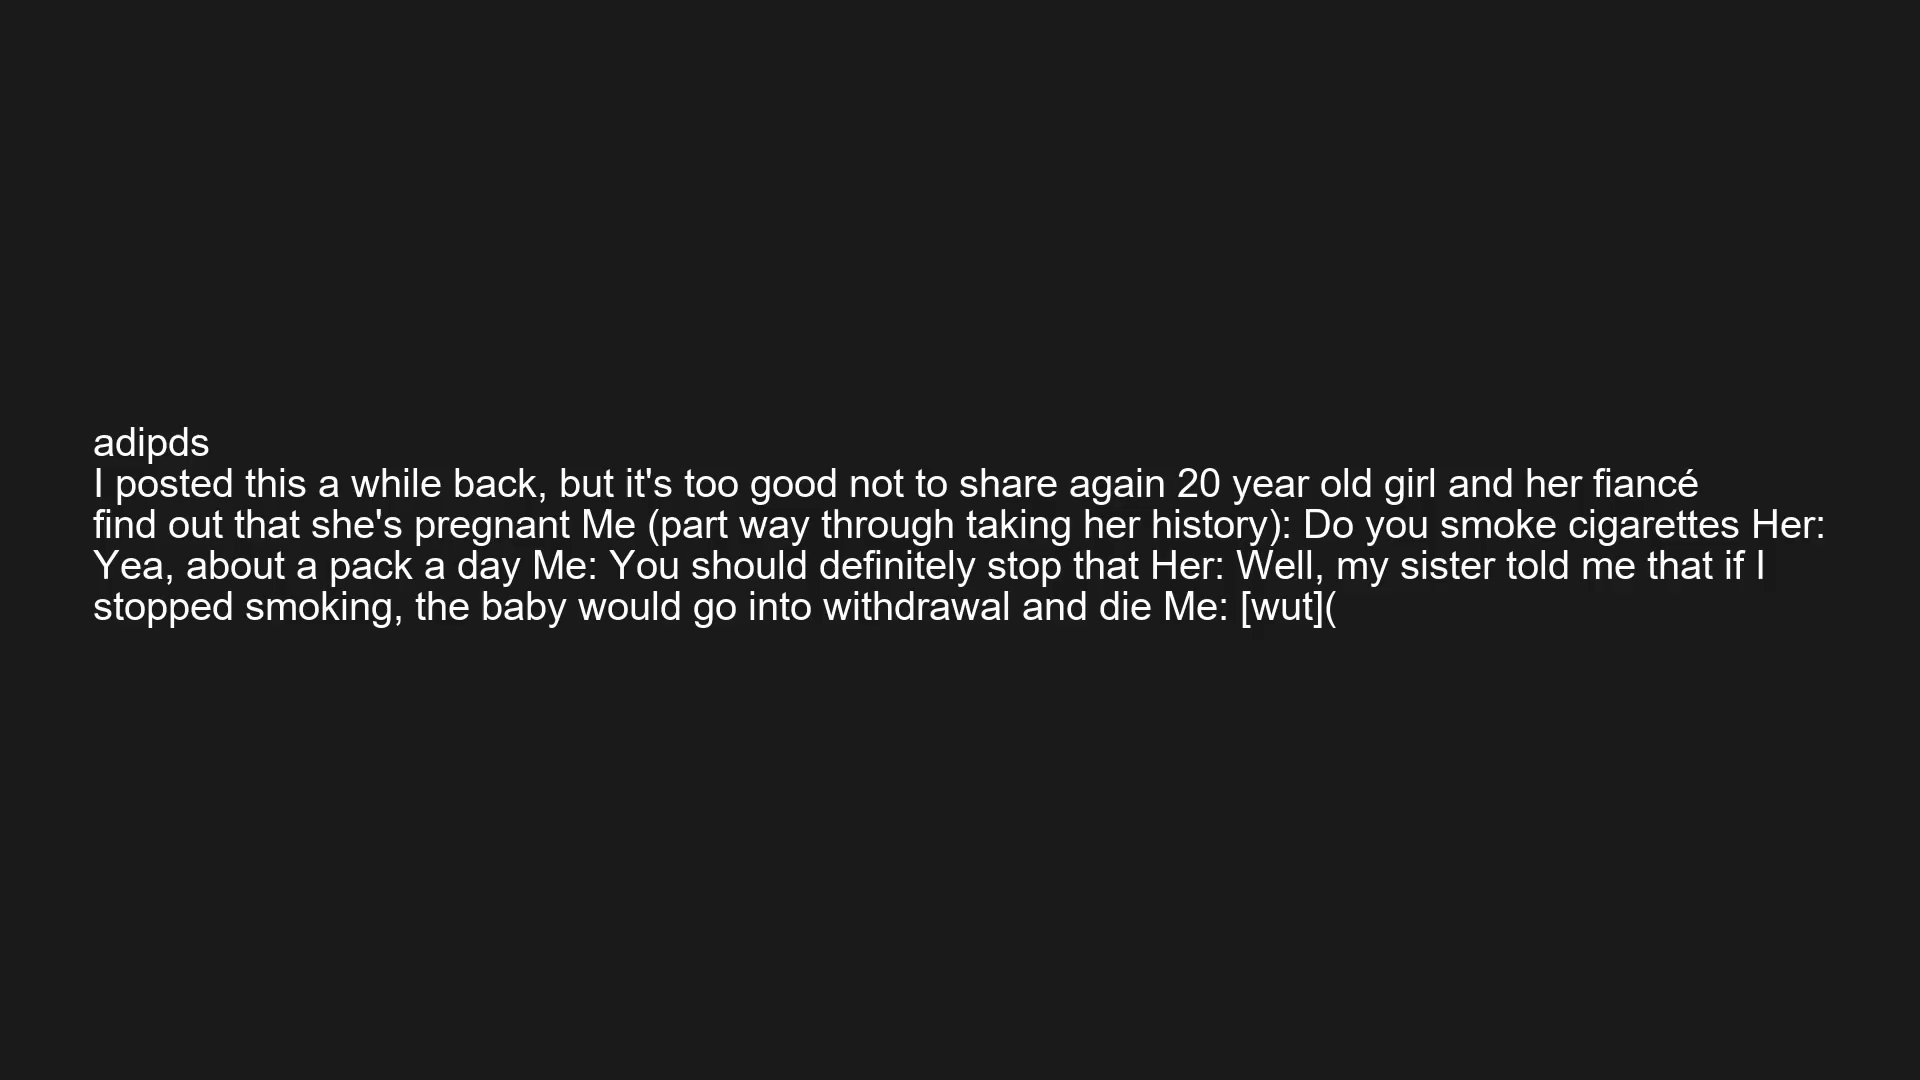 adipds
I posted this a while back, but it's too good not to share again 20 year old girl and her fiancé
find out that she's pregnant Me (part way through taking her history): Do you smoke cigarettes Her:
Yea, about a pack a day Me: You should definitely stop that Her: Well, my sister told me that if I
stopped smoking, the baby would go into withdrawal and die Me: [wut](